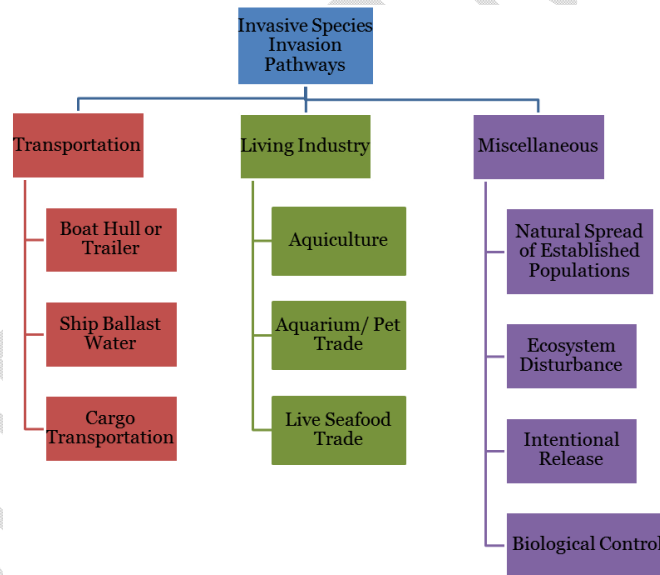 Invasive Species
Invasion
Pathways
Transportation
Living Industry
Miscellaneous
Boat Hull or
Trailer
Ship Ballast
Water
Cargo
Transportation
Aquiculture
Aquarium/ Pet
Trade
Live Seafood
Trade
Natural Spread
of Established
Populations
Ecosystem
Disturbance
Intentional
Release
Biological Control